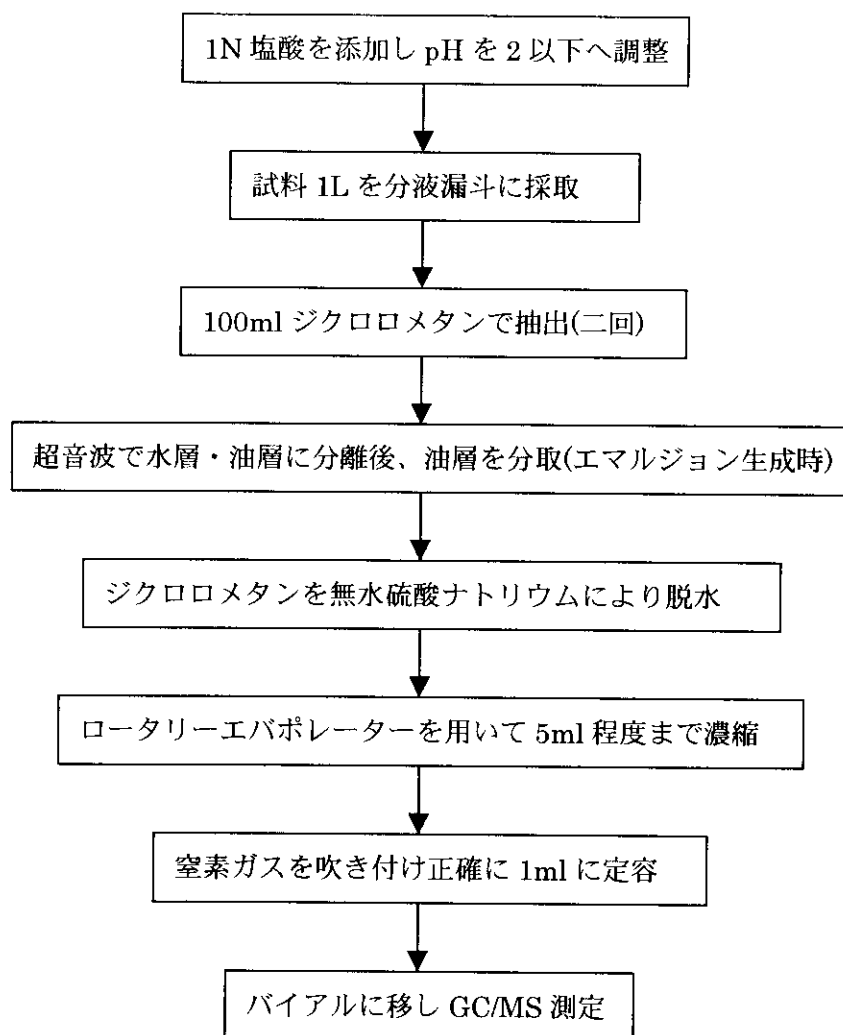 1N 塩酸を添加し pH を 2 以下へ調整
試料 1L を分液漏斗に採取
100ml ジクロロメタンで抽出(二回)
超音波で水層・油層に分離後、油層を分取(エマルジョン生成時)
ジクロロメタンを無水硫酸ナトリウムにより脱水
ロータリーエバポレーターを用いて 5ml 程度まで濃縮
窒素ガスを吹き付け正確に 1ml に定容
バイアルに移し GC/MS 測定